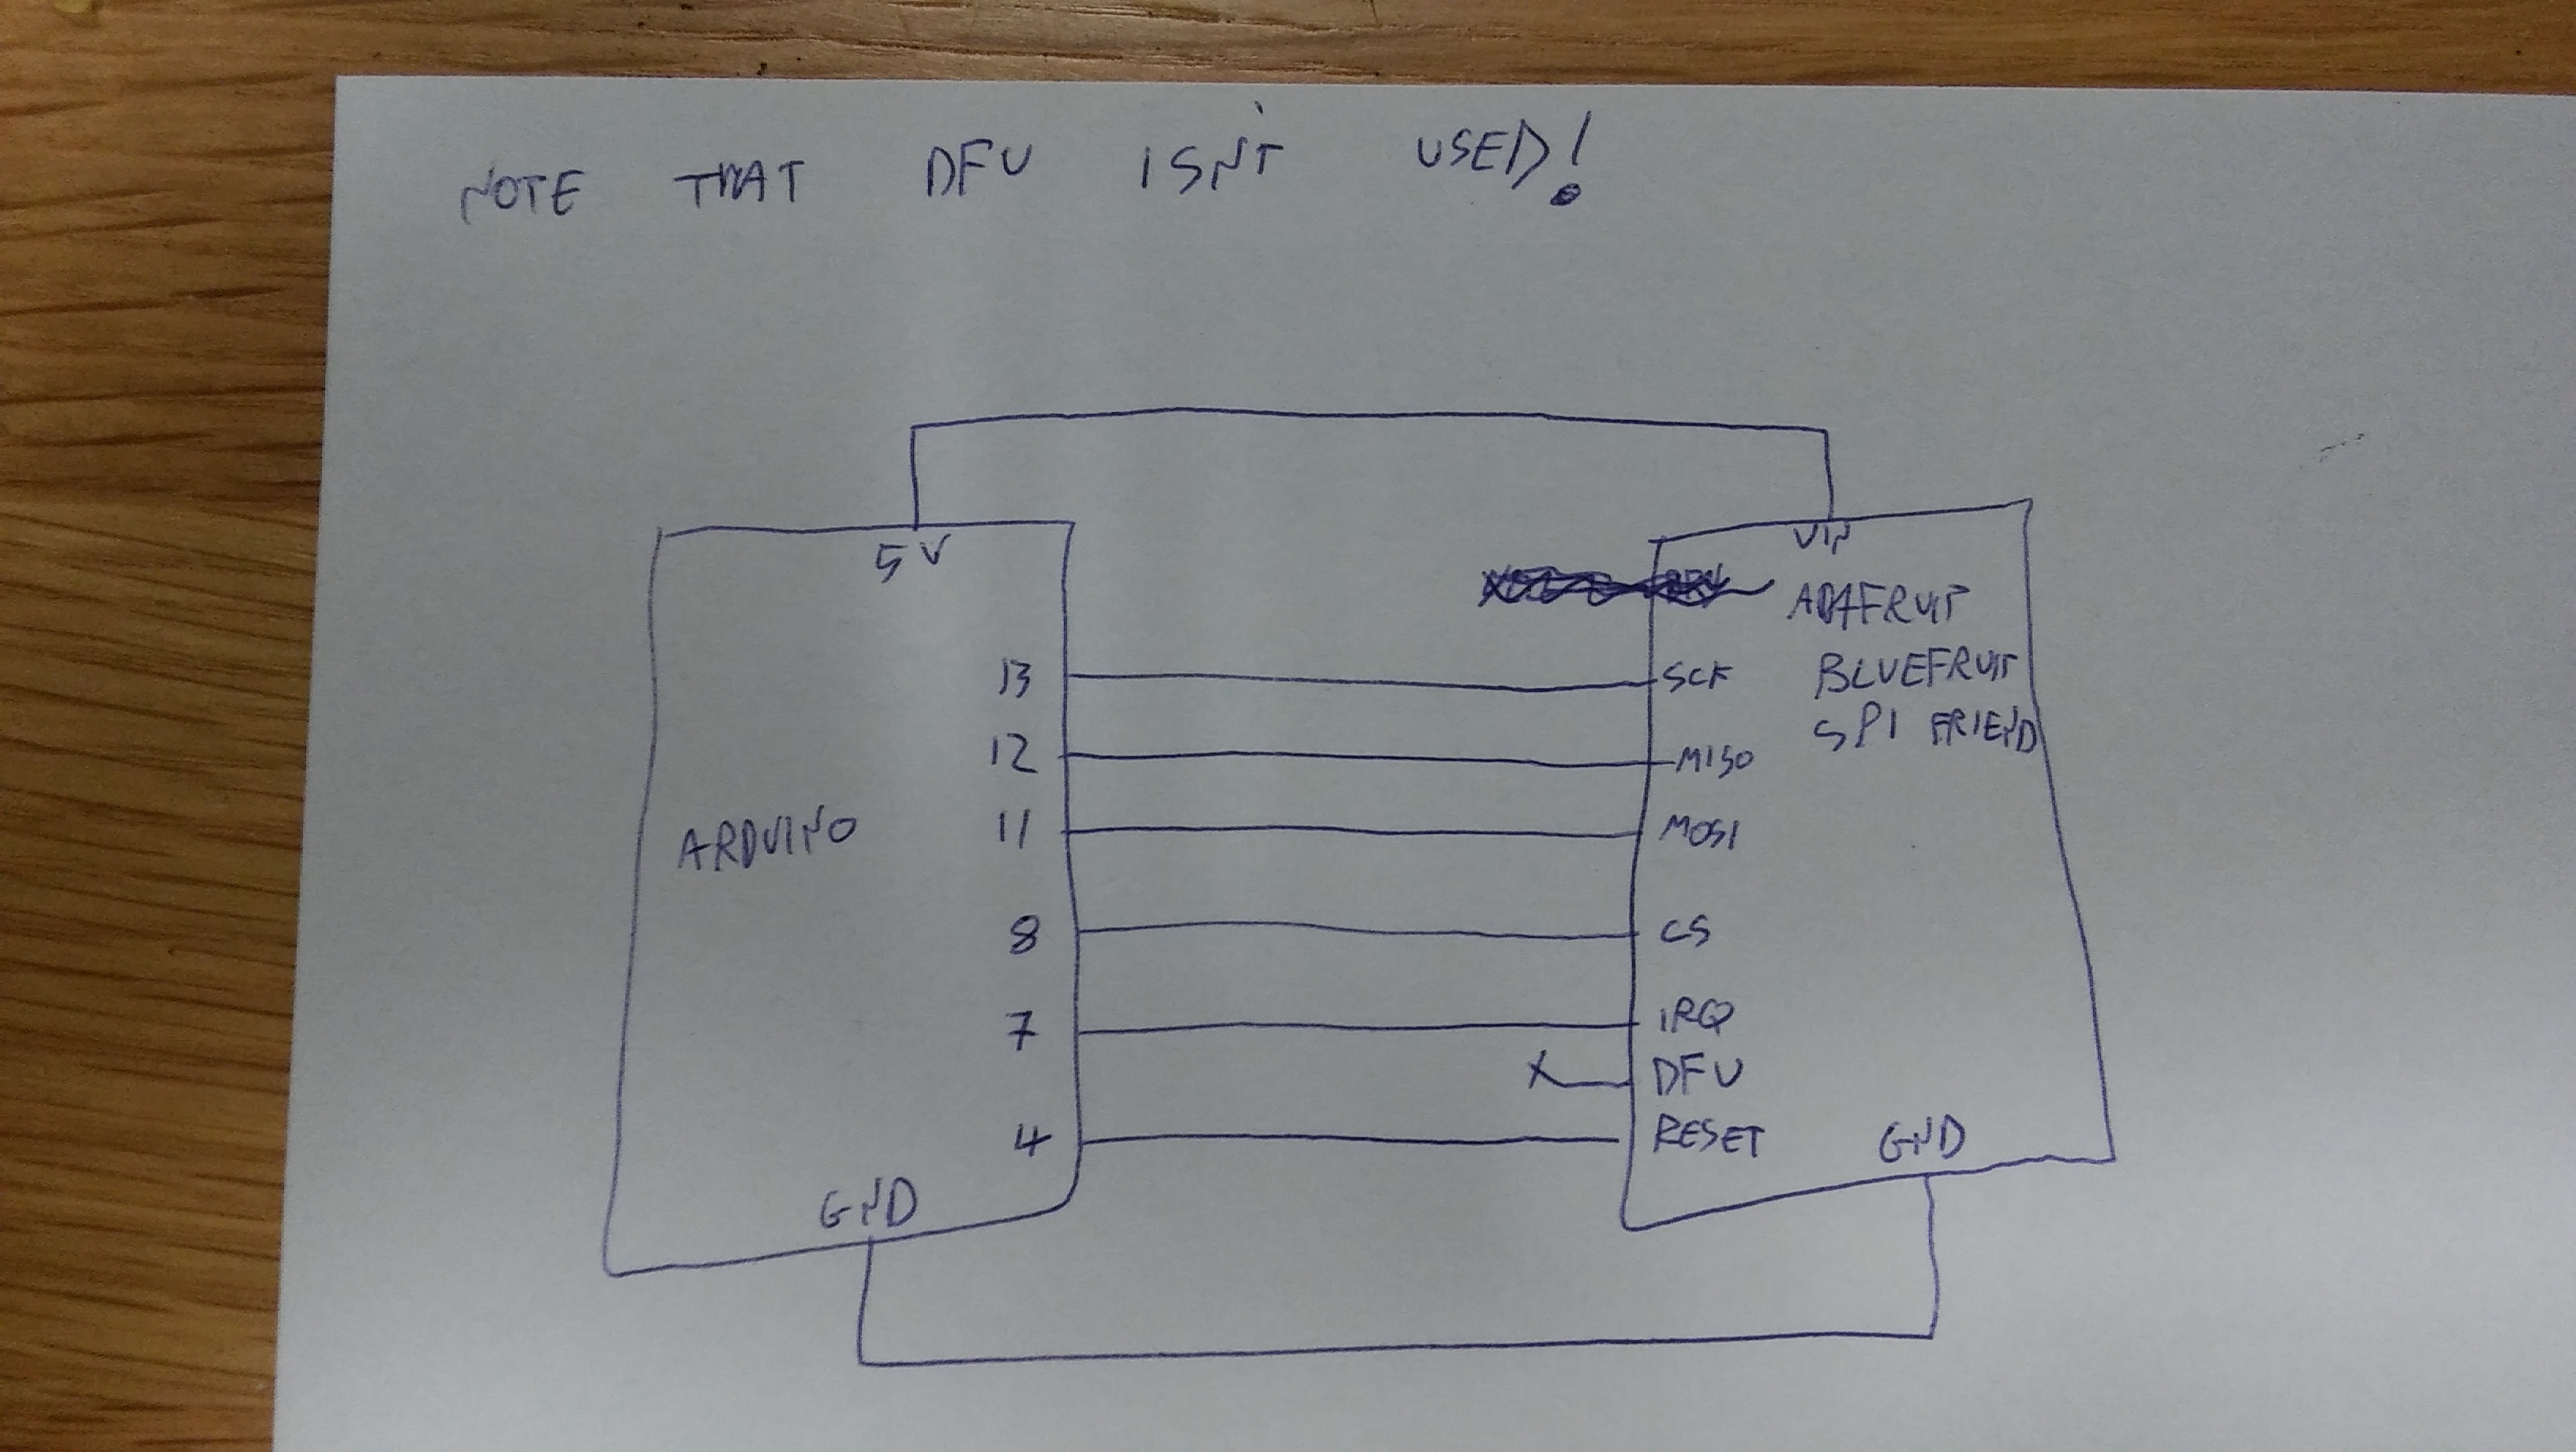 NOTE THAT DFU ISN'T USED!
5V
VIN
ADAFRUIT
BLUEFRUIT
SPI FRIEND
ARDUINO
13 SCK
12 MISO
11 MOSI
8 CS
7 IRQ
X DFU
4 RESET
GND
GND